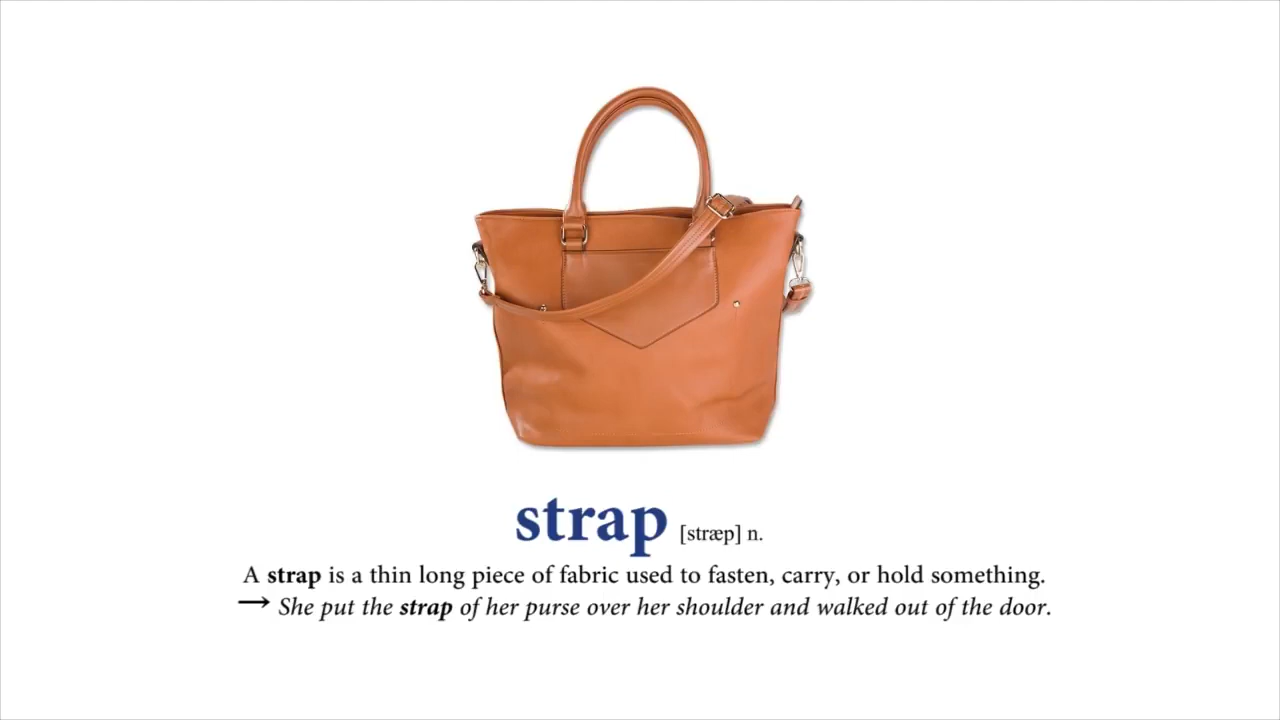 strap [stræp] n.
A strap is a thin long piece of fabric used to fasten, carry, or hold something.
→ She put the strap of her purse over her shoulder and walked out of the door.